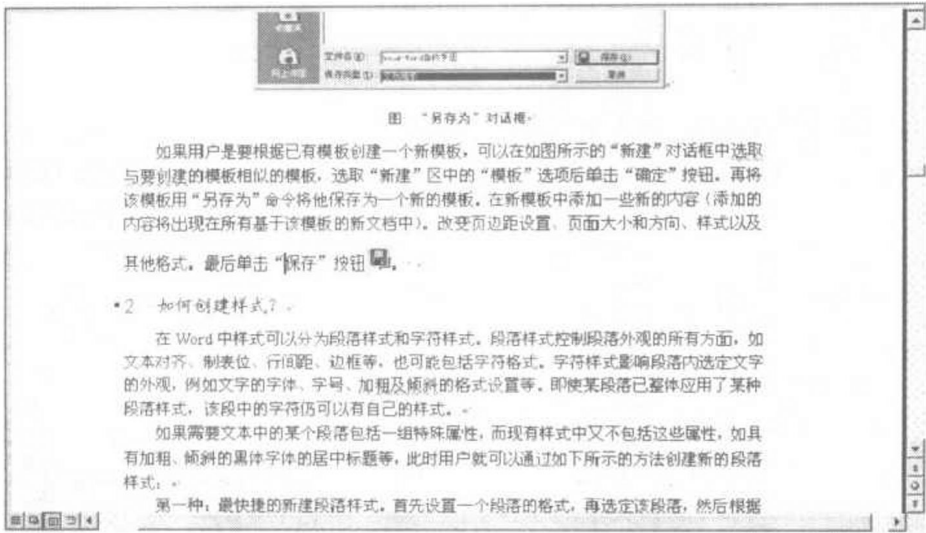 网上邻居
文件名(N):
保存(S)
保存类型(T):
取消
图 “另存为”对话框
如果用户是要根据已有模板创建一个新模板，可以在如图所示的“新建”对话框中选取
与要创建的模板相似的模板，选取“新建”区中的“模板”选项后单击“确定”按钮。再将
该模板用“另存为”命令将他保存为一个新的模板。在新模板中添加一些新的内容（添加的
内容将出现在所有基于该模板的新文档中）。改变页边距设置、页面大小和方向、样式以及
其他格式。最后单击“保存”按钮。
2 如何创建样式？
在 Word 中样式可以分为段落样式和字符样式。段落样式控制段落外观的所有方面，如
文本对齐、制表位、行间距、边框等，也可能包括字符格式。字符样式影响段落内选定文字
的外观，例如文字的字体、字号、加粗及倾斜的格式设置等。即使某段落已整体应用了某种
段落样式，该段中的字符仍可以有自己的样式。
如果需要文本中的某个段落包括一组特殊属性，而现有样式中又不包括这些属性，如具
有加粗、倾斜的黑体字体的居中标题等，此时用户就可以通过如下所示的方法创建新的段落
样式：
第一种：最快捷的新建段落样式。首先设置一个段落的格式，再选定该段落，然后根据